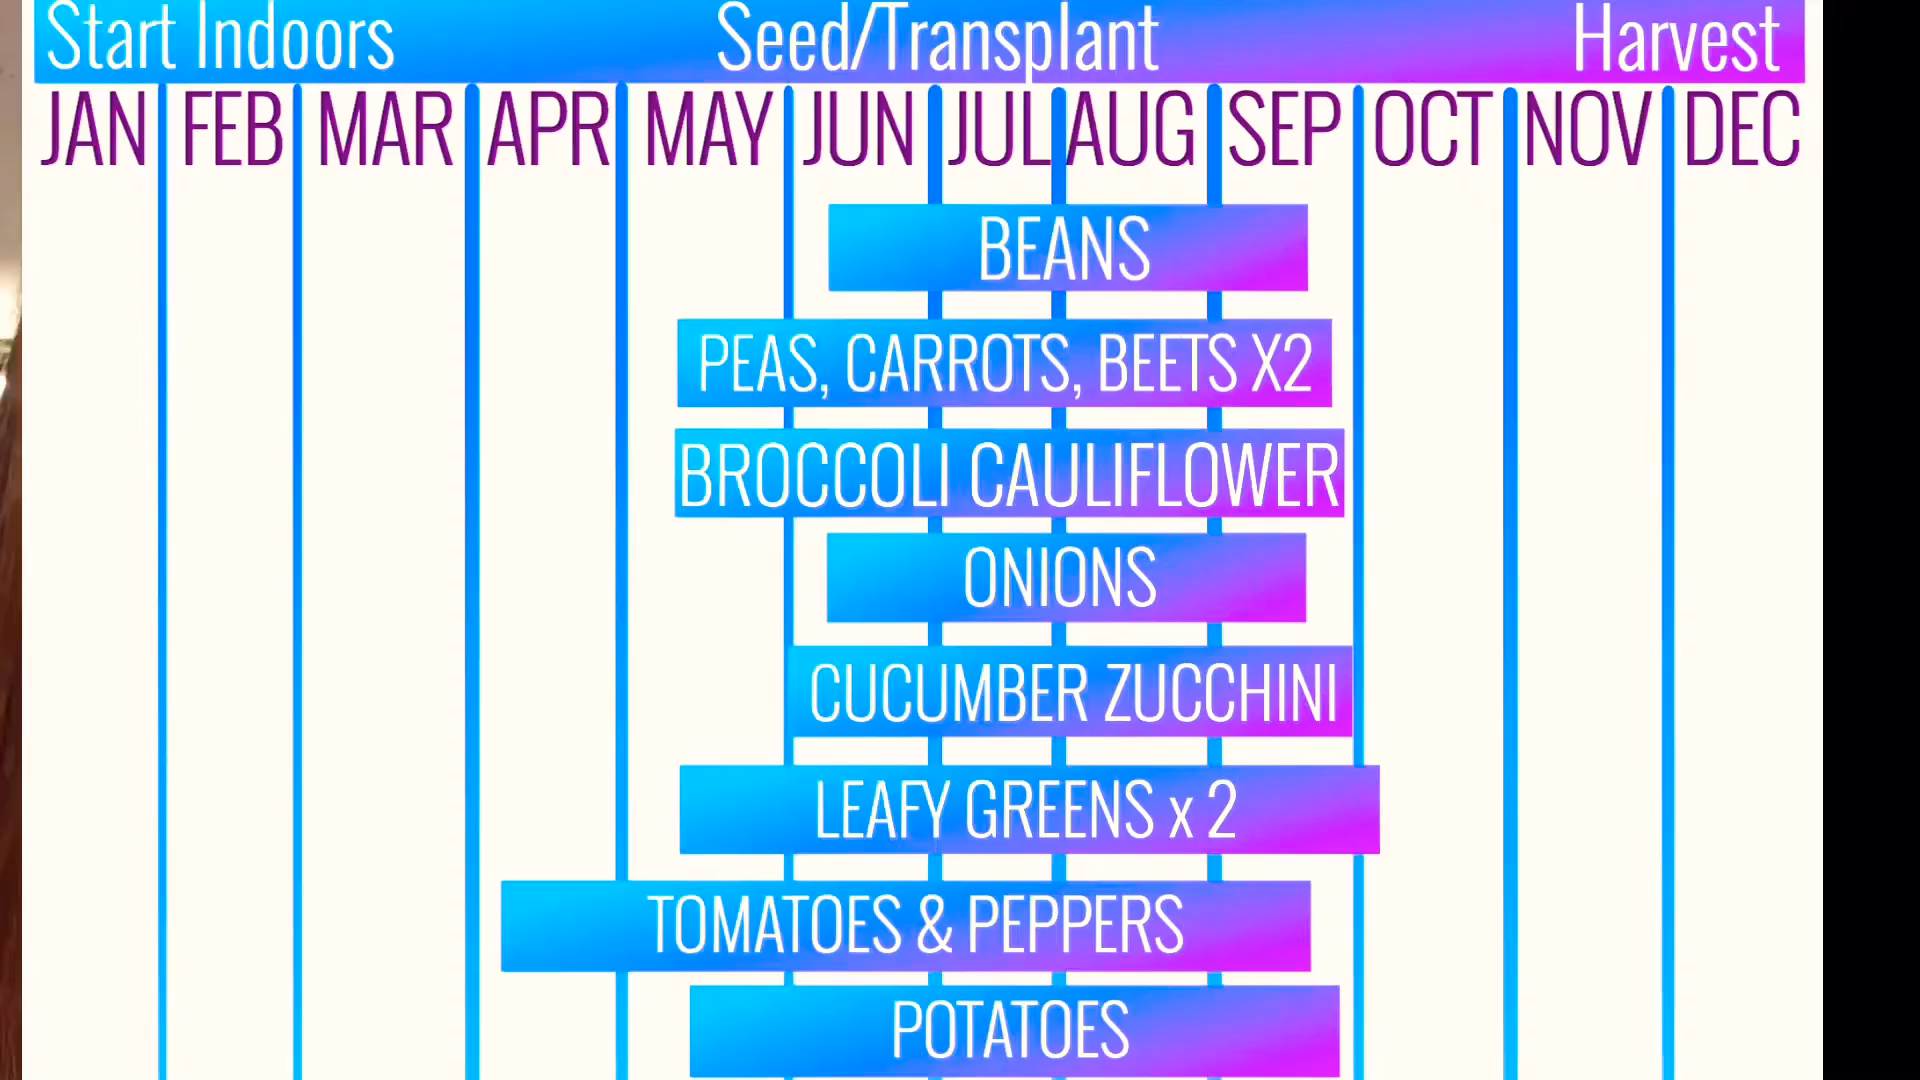 Start Indoors Seed/Transplant Harvest
JAN FEB MAR APR MAY JUN JUL AUG SEP OCT NOV DEC
BEANS
PEAS, CARROTS, BEETS X2
BROCCOLI CAULIFLOWER
ONIONS
CUCUMBER ZUCCHINI
LEAFY GREENS x 2
TOMATOES & PEPPERS
POTATOES